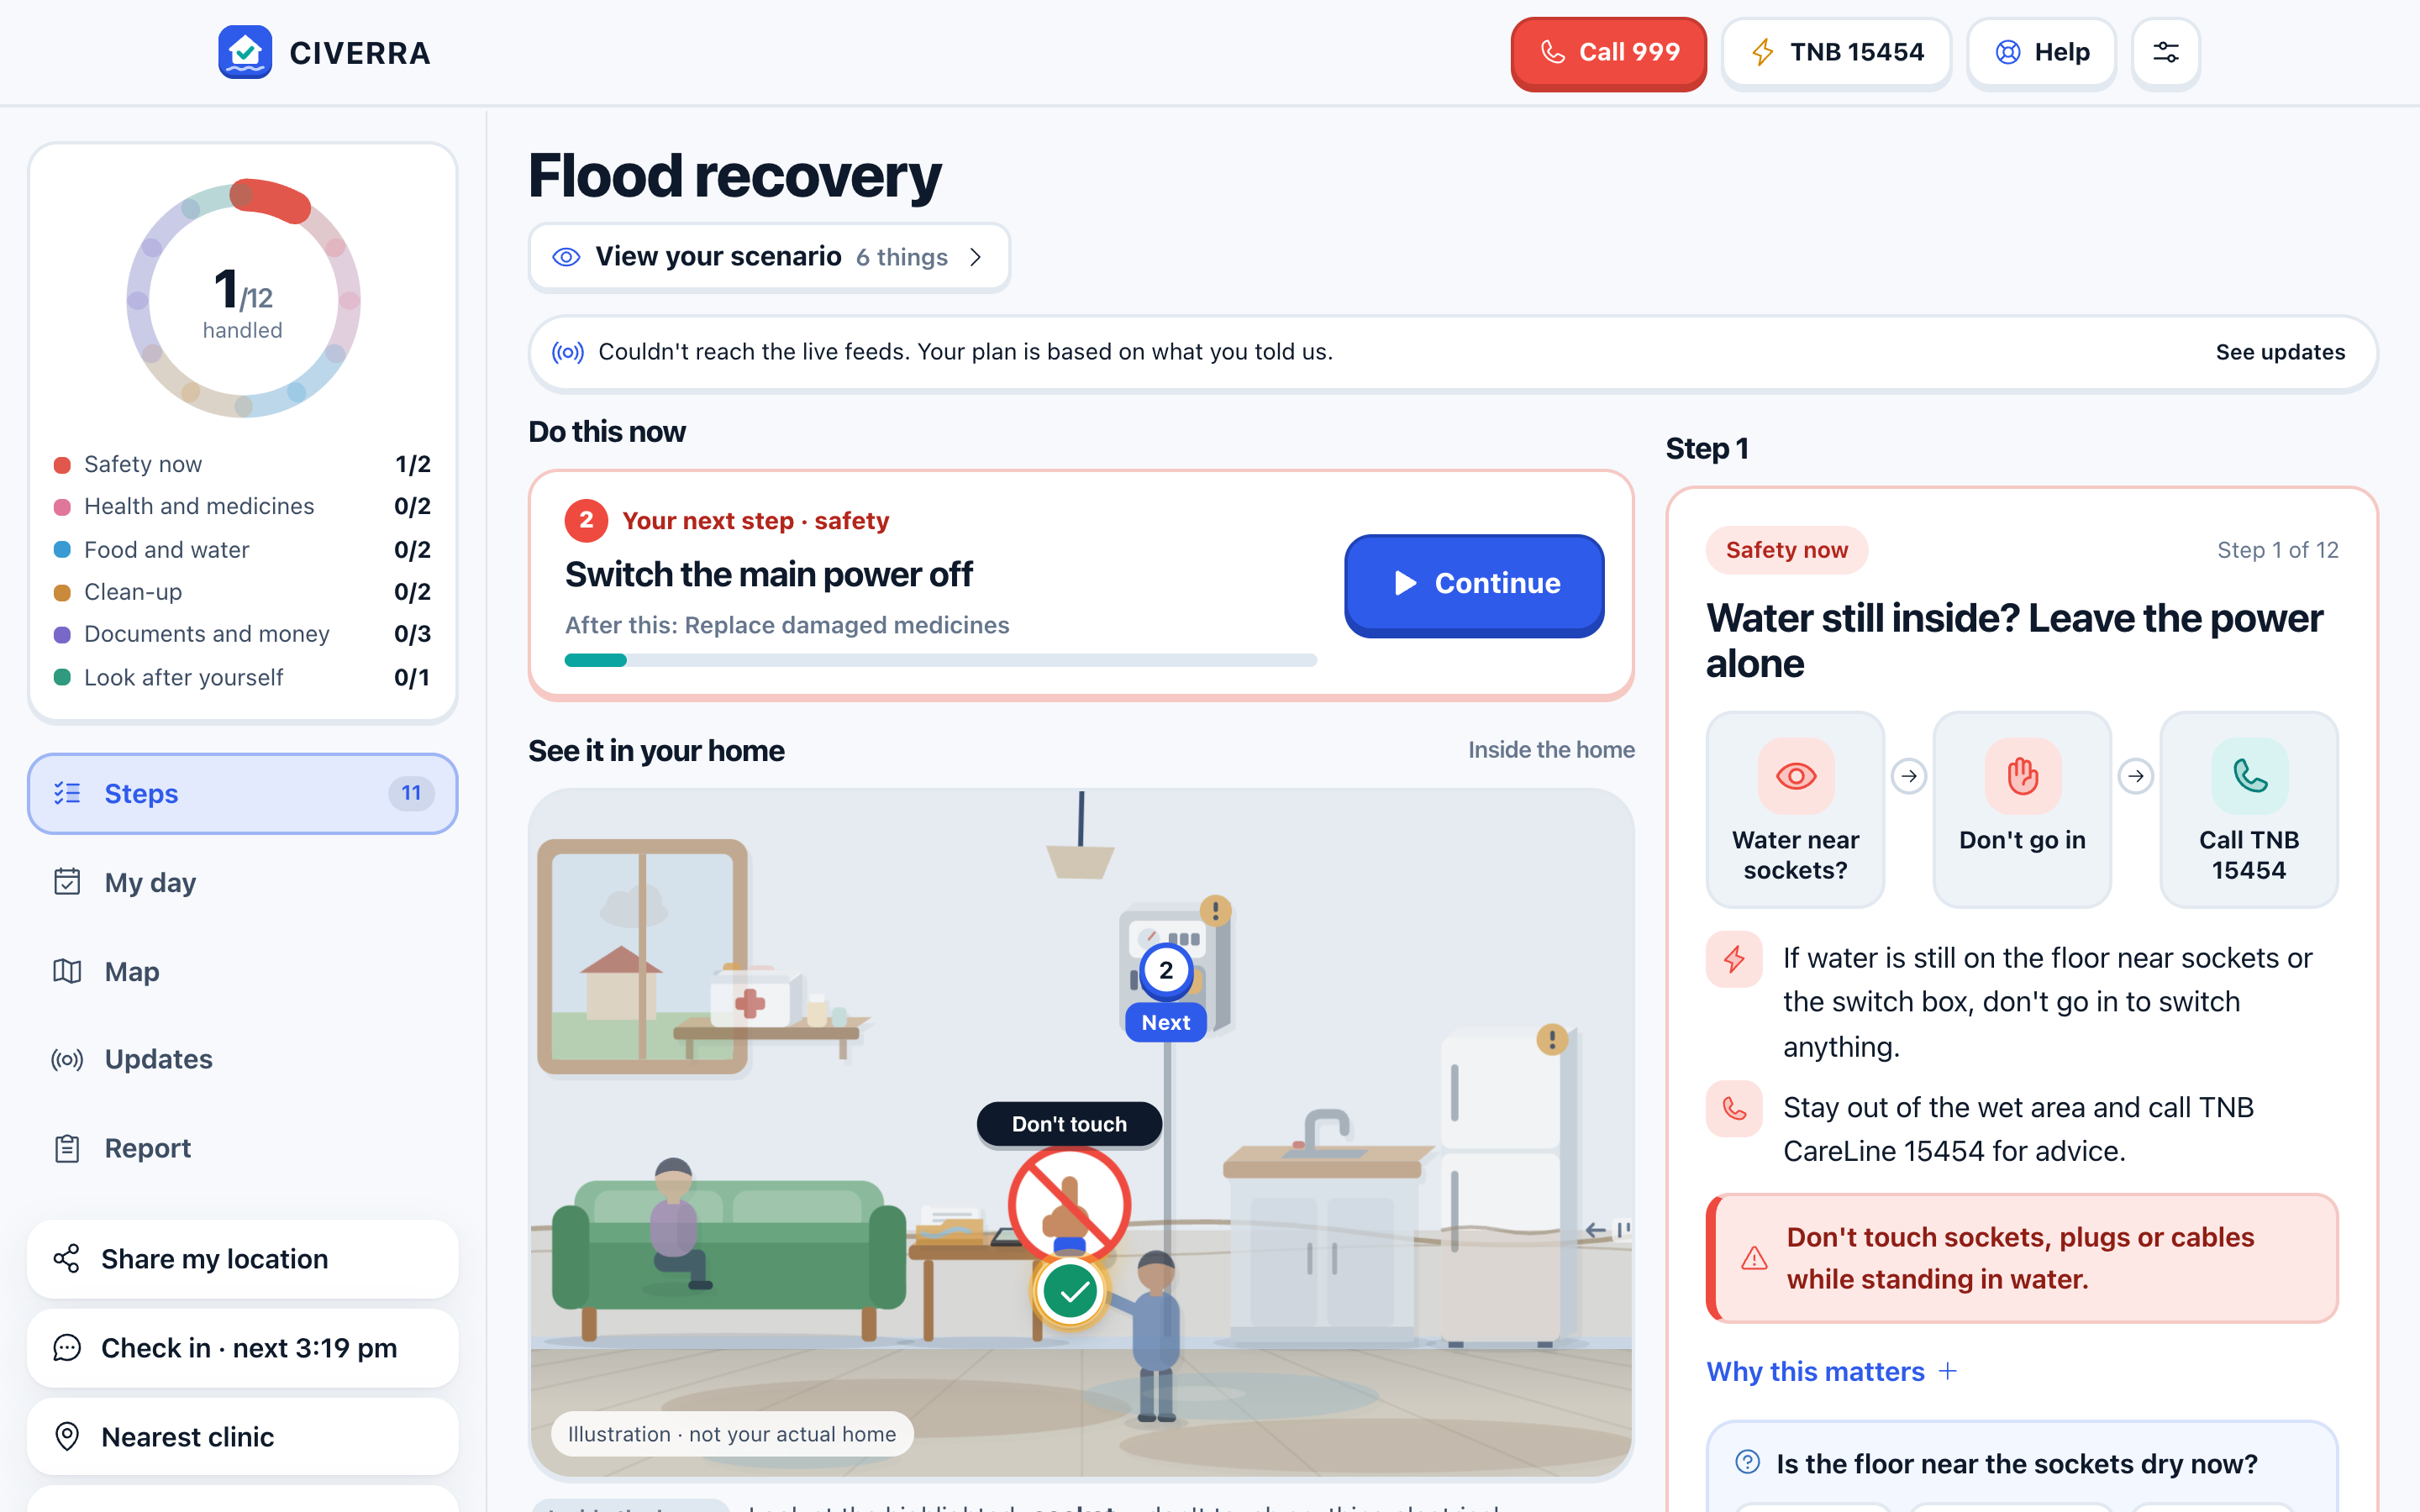 CIVERRA
Call 999
TNB 15454
Help
1/12
handled
Safety now 1/2
Health and medicines 0/2
Food and water 0/2
Clean-up 0/2
Documents and money 0/3
Look after yourself 0/1
Steps 11
My day
Map
Updates
Report
Share my location
Check in · next 3:19 pm
Nearest clinic
Flood recovery
View your scenario 6 things
Couldn't reach the live feeds. Your plan is based on what you told us.
See updates
Do this now
2 Your next step · safety
Switch the main power off
After this: Replace damaged medicines
Continue
See it in your home
Inside the home
2
Next
Don't touch
Illustration · not your actual home
Step 1
Safety now
Step 1 of 12
Water still inside? Leave the power
alone
Water near
sockets?
Don't go in
Call TNB
15454
If water is still on the floor near sockets or
the switch box, don't go in to switch
anything.
Stay out of the wet area and call TNB
CareLine 15454 for advice.
Don't touch sockets, plugs or cables
while standing in water.
Why this matters
Is the floor near the sockets dry now?